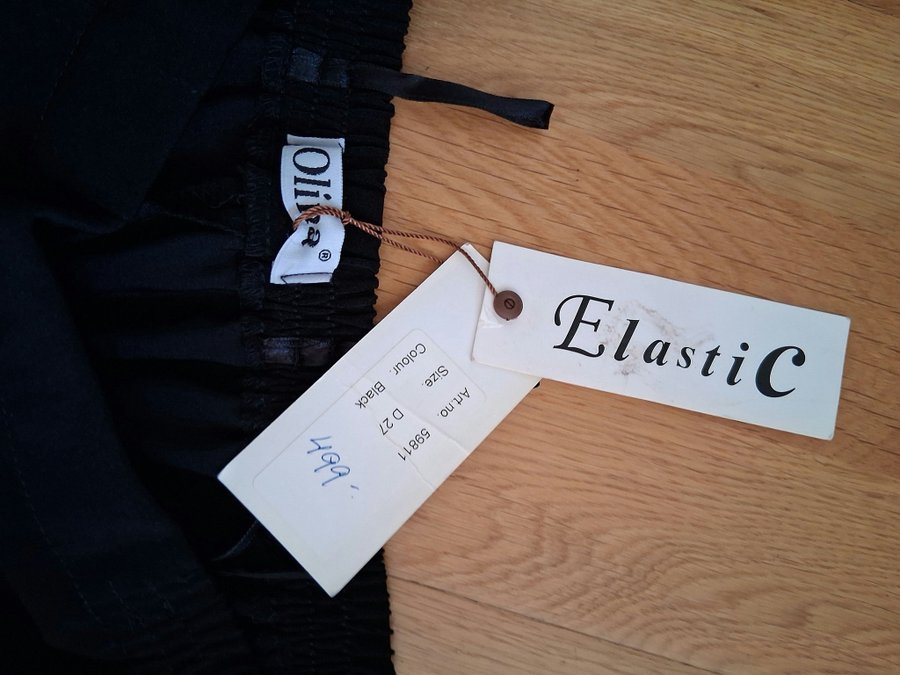 Elastic
Art.no. 59811
Size. D 27
Colour. Black
499.-